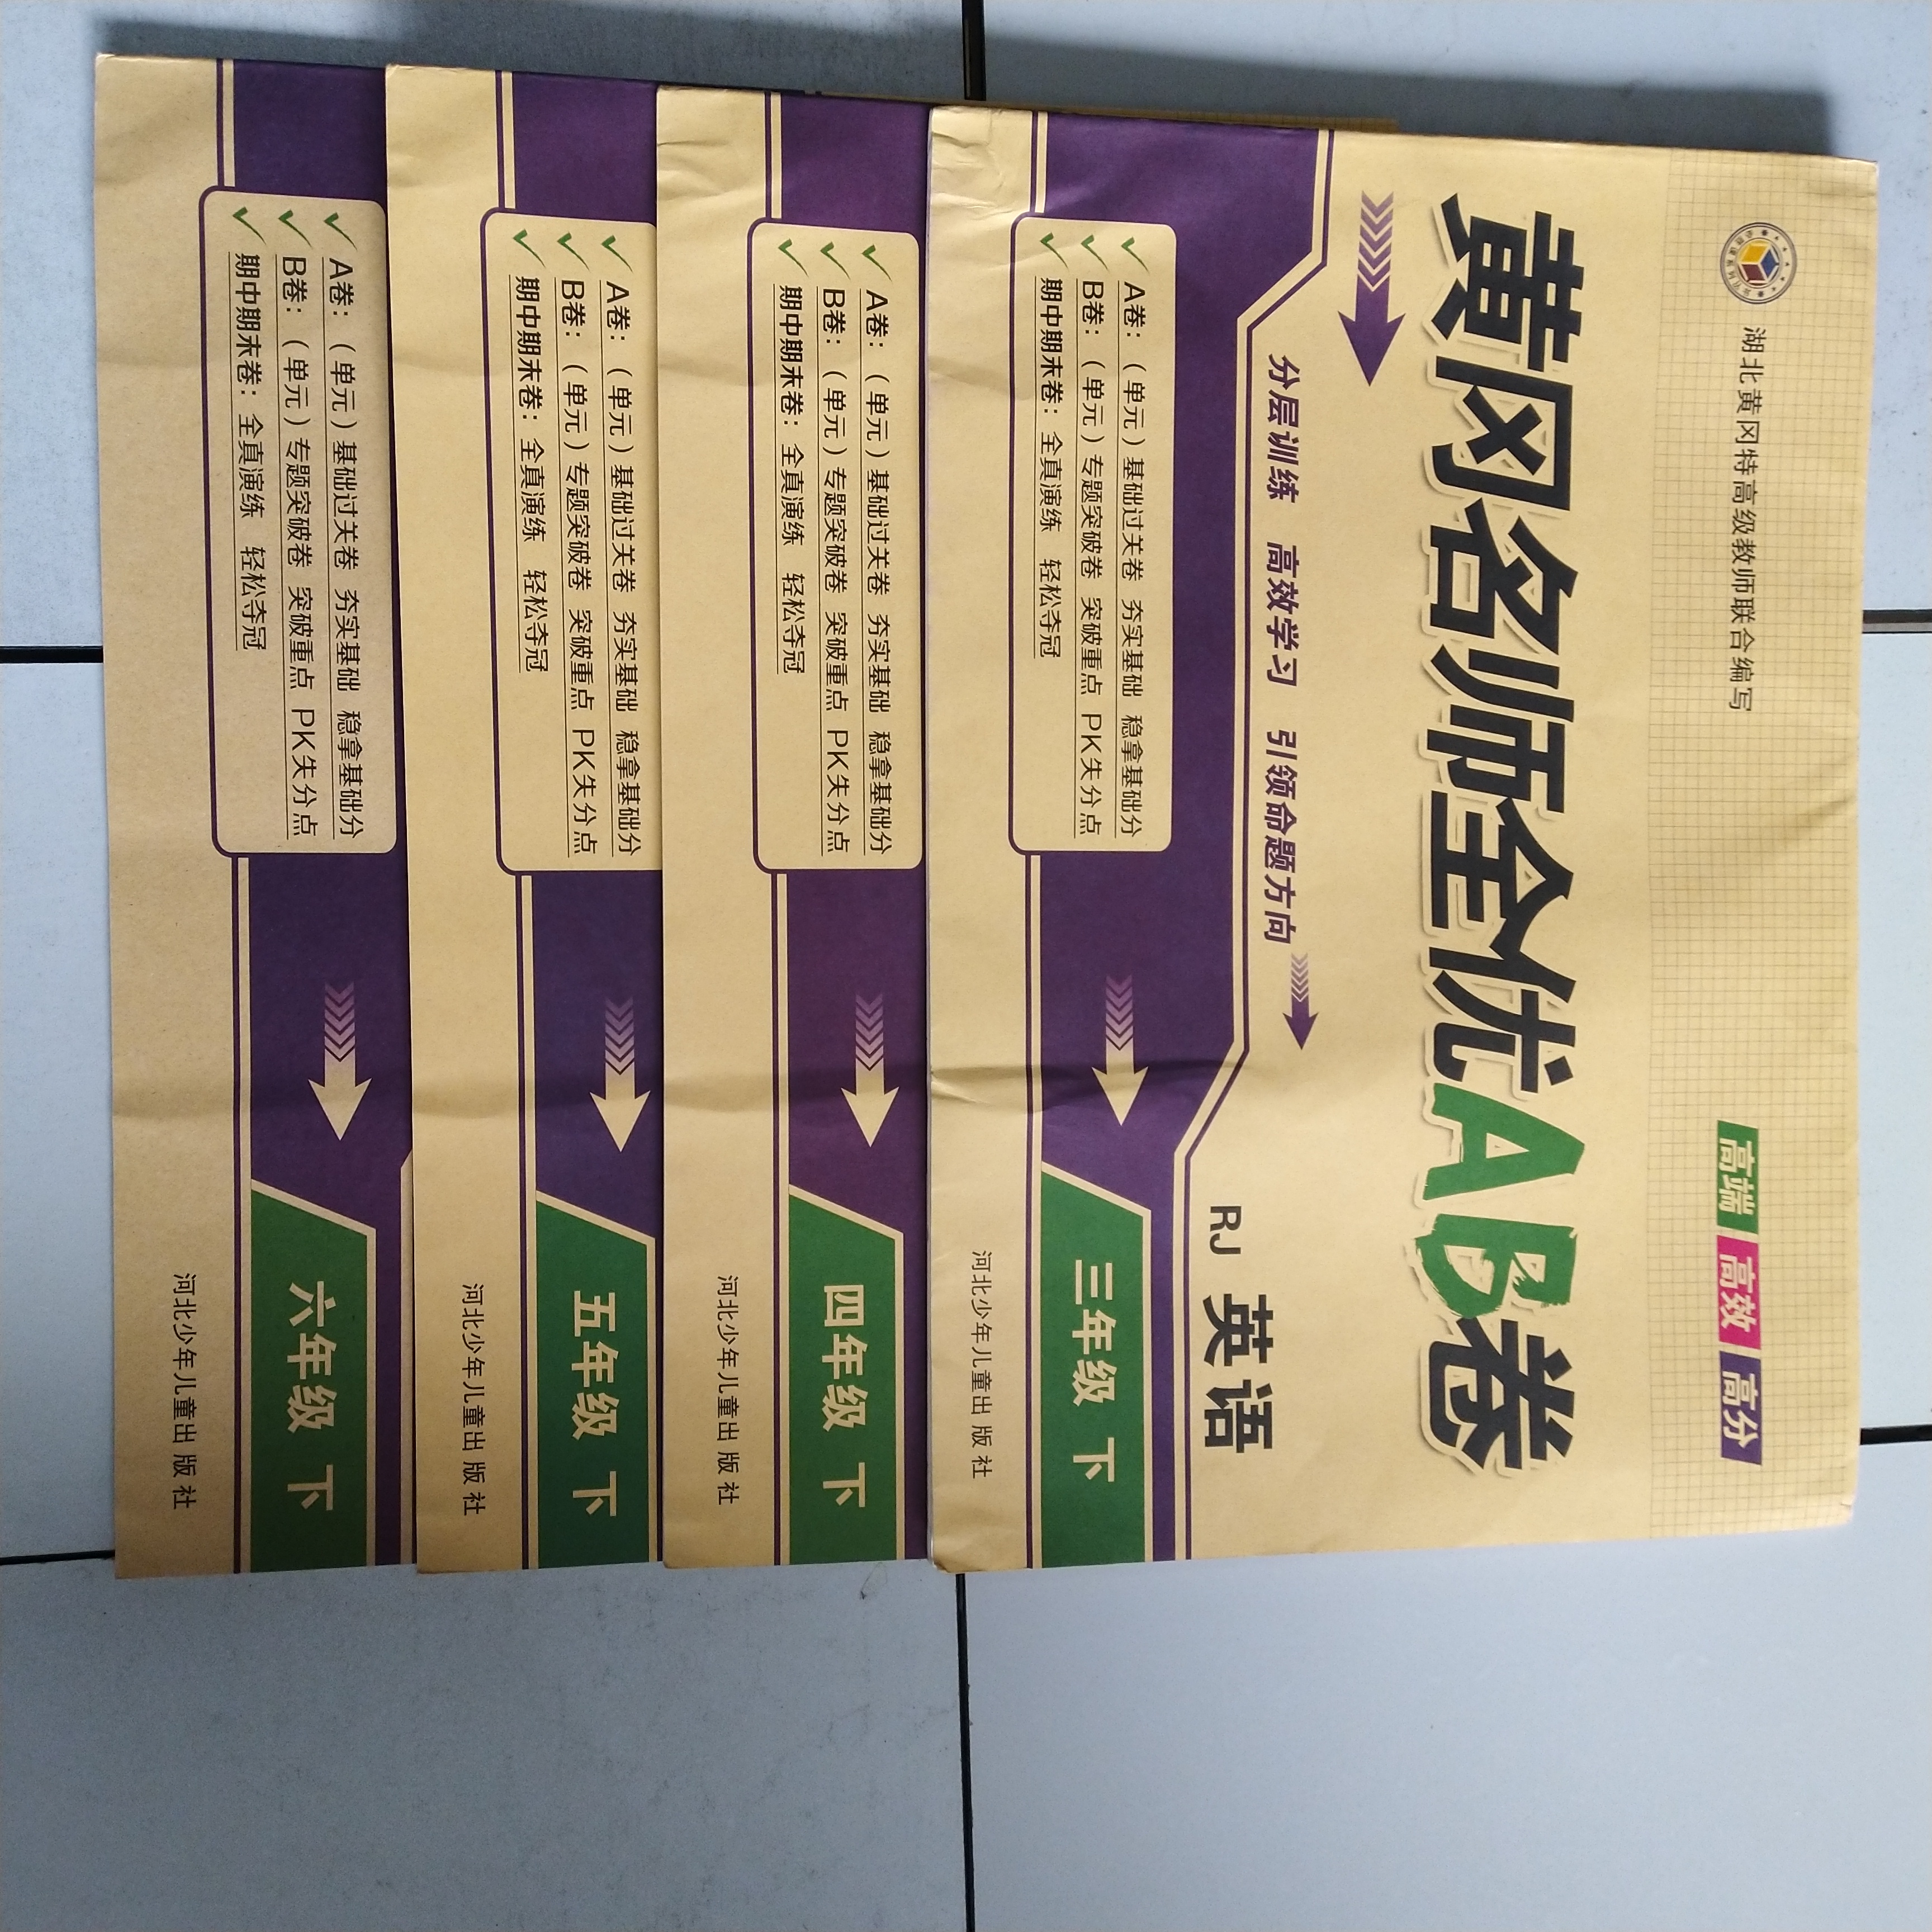 湖北黄冈特高级教师联合编写
高端 高效 高分
黄冈名师全优AB卷
分层训练 高效学习 引领命题方向
RJ 英语
A卷：（单元）基础过关卷 夯实基础 稳拿基础分
B卷：（单元）专题突破卷 突破重点 PK失分点
期中期末卷：全真演练 轻松夺冠
三年级 下
河北少年儿童出版社
A卷：（单元）基础过关卷 夯实基础 稳拿基础分
B卷：（单元）专题突破卷 突破重点 PK失分点
期中期末卷：全真演练 轻松夺冠
四年级 下
河北少年儿童出版社
A卷：（单元）基础过关卷 夯实基础 稳拿基础分
B卷：（单元）专题突破卷 突破重点 PK失分点
期中期末卷：全真演练 轻松夺冠
五年级 下
河北少年儿童出版社
A卷：（单元）基础过关卷 夯实基础 稳拿基础分
B卷：（单元）专题突破卷 突破重点 PK失分点
期中期末卷：全真演练 轻松夺冠
六年级 下
河北少年儿童出版社